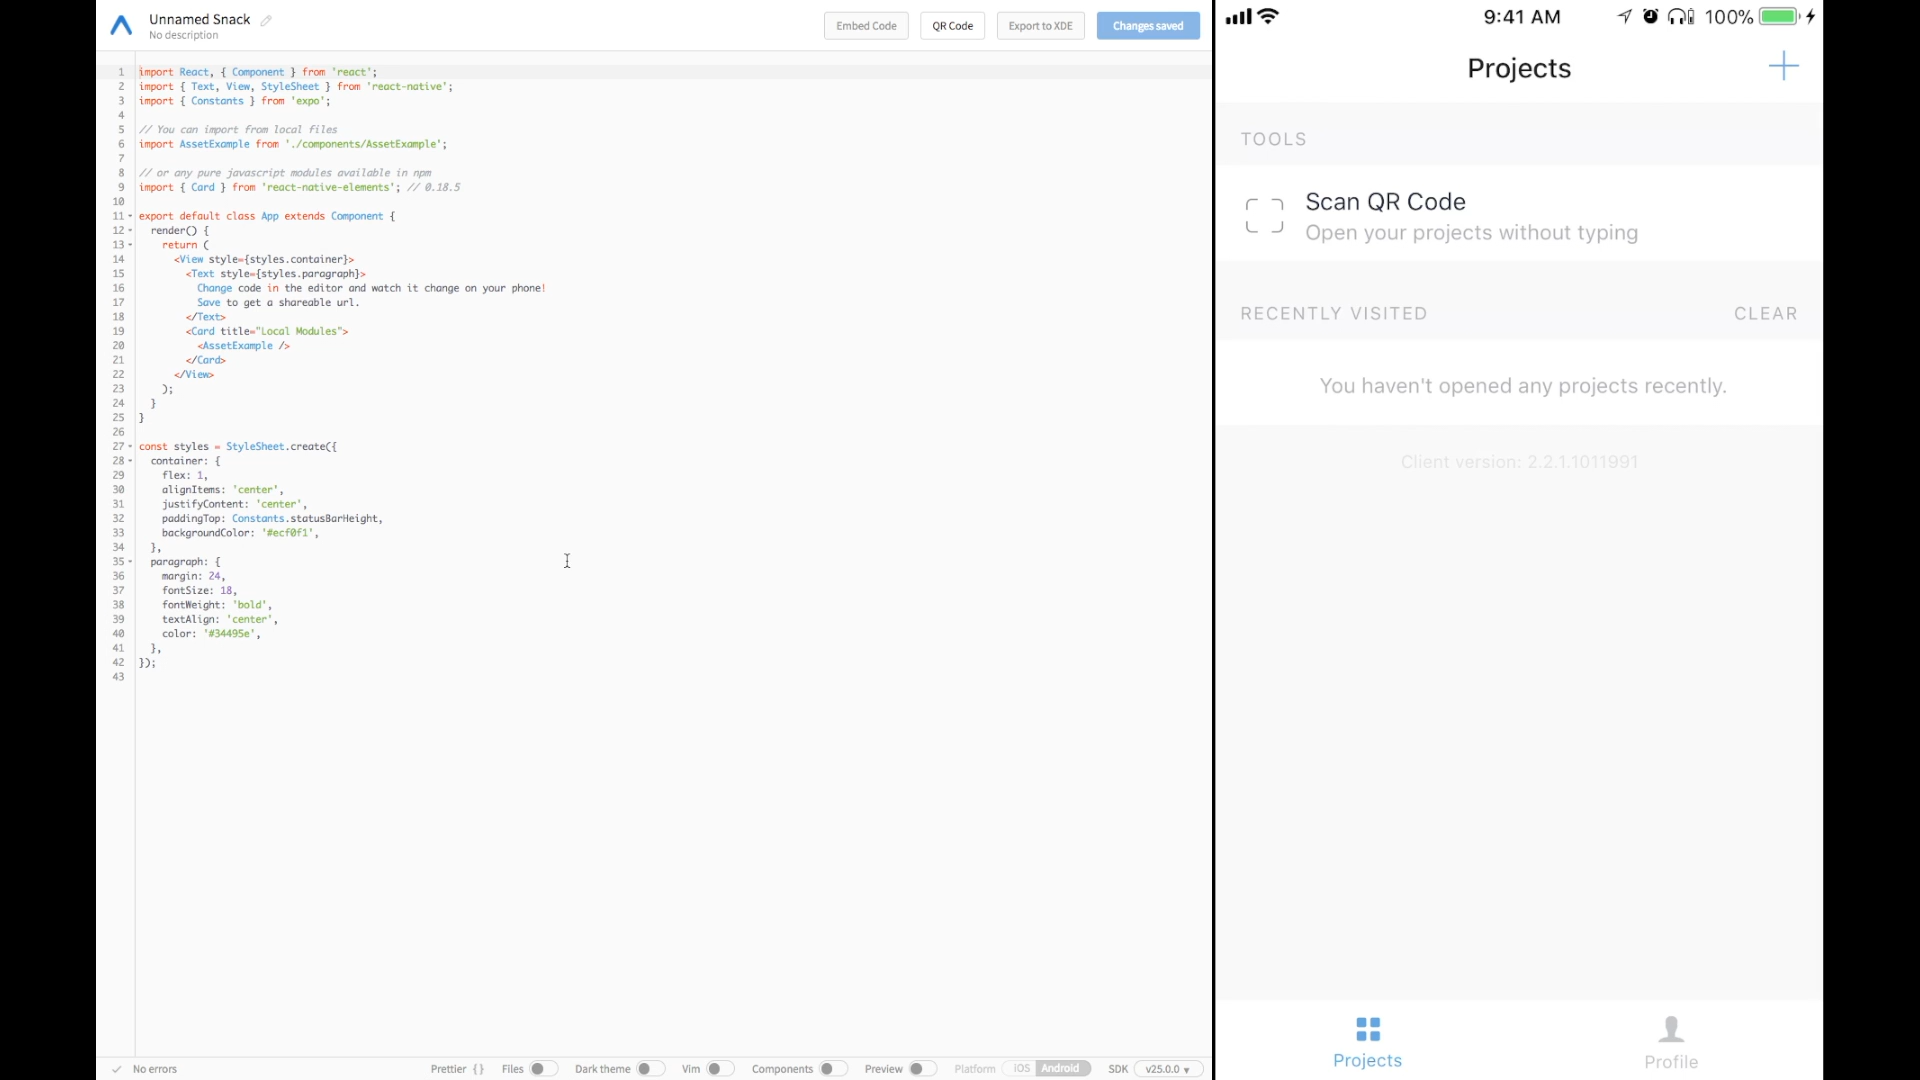 Unnamed Snack
No description
Embed Code
QR Code
Export to XDE
Changes saved
1 import React, { Component } from 'react';
2 import { Text, View, StyleSheet } from 'react-native';
3 import { Constants } from 'expo';
4
5 // You can import from local files
6 import AssetExample from './components/AssetExample';
7
8 // or any pure javascript modules available in npm
9 import { Card } from 'react-native-elements'; // 0.18.5
10
11 export default class App extends Component {
12 render() {
13 return (
14 <View style={styles.container}>
15 <Text style={styles.paragraph}>
16 Change code in the editor and watch it change on your phone!
17 Save to get a shareable url.
18 </Text>
19 <Card title="Local Modules">
20 <AssetExample />
21 </Card>
22 </View>
23 );
24 }
25 }
26
27 const styles = StyleSheet.create({
28 container: {
29 flex: 1,
30 alignItems: 'center',
31 justifyContent: 'center',
32 paddingTop: Constants.statusBarHeight,
33 backgroundColor: '#ecf0f1',
34 },
35 paragraph: {
36 margin: 24,
37 fontSize: 18,
38 fontWeight: 'bold',
39 textAlign: 'center',
40 color: '#34495e',
41 },
42 });
43
No errors
Prettier {}
Files
Dark theme
Vim
Components
Preview
Platform
iOS
Android
SDK
v25.0.0
9:41 AM
100%
Projects
TOOLS
Scan QR Code
Open your projects without typing
RECENTLY VISITED
CLEAR
You haven't opened any projects recently.
Client version: 2.2.1.1011991
Projects
Profile